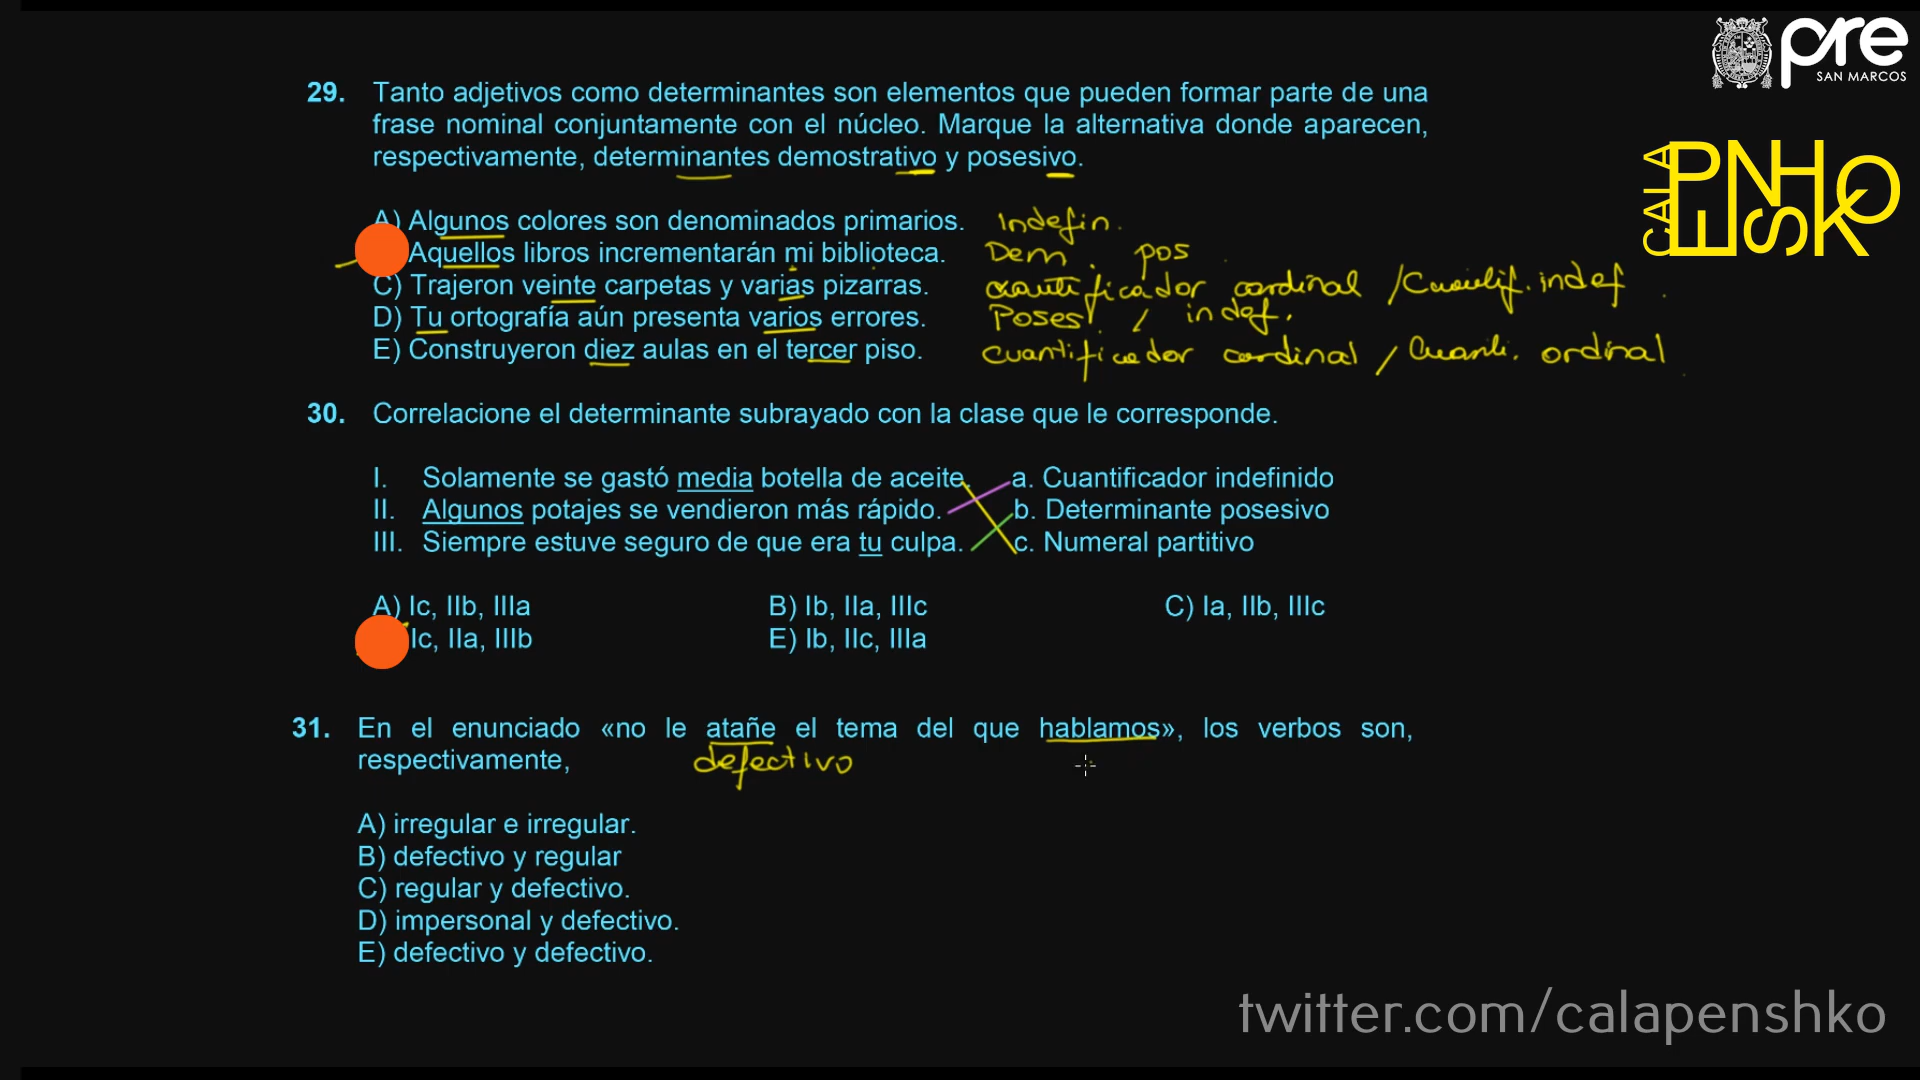 pre
SAN MARCOS
CALA
PENHSKO
29. Tanto adjetivos como determinantes son elementos que pueden formar parte de una
frase nominal conjuntamente con el núcleo. Marque la alternativa donde aparecen,
respectivamente, determinantes demostrativo y posesivo.
A) Algunos colores son denominados primarios. Indefin.
Aquellos libros incrementarán mi biblioteca. Dem. pos
C) Trajeron veinte carpetas y varias pizarras. cuantificador cardinal / Cuantif. indef
D) Tu ortografía aún presenta varios errores. Poses. / indef.
E) Construyeron diez aulas en el tercer piso. cuantificador cardinal / Cuanti. ordinal
30. Correlacione el determinante subrayado con la clase que le corresponde.
I. Solamente se gastó media botella de aceite. a. Cuantificador indefinido
II. Algunos potajes se vendieron más rápido. b. Determinante posesivo
III. Siempre estuve seguro de que era tu culpa. c. Numeral partitivo
A) Ic, IIb, IIIa B) Ib, IIa, IIIc C) Ia, IIb, IIIc
Ic, IIa, IIIb E) Ib, IIc, IIIa
31. En el enunciado «no le atañe el tema del que hablamos», los verbos son,
respectivamente, defectivo
A) irregular e irregular.
B) defectivo y regular
C) regular y defectivo.
D) impersonal y defectivo.
E) defectivo y defectivo.
twitter.com/calapenshko